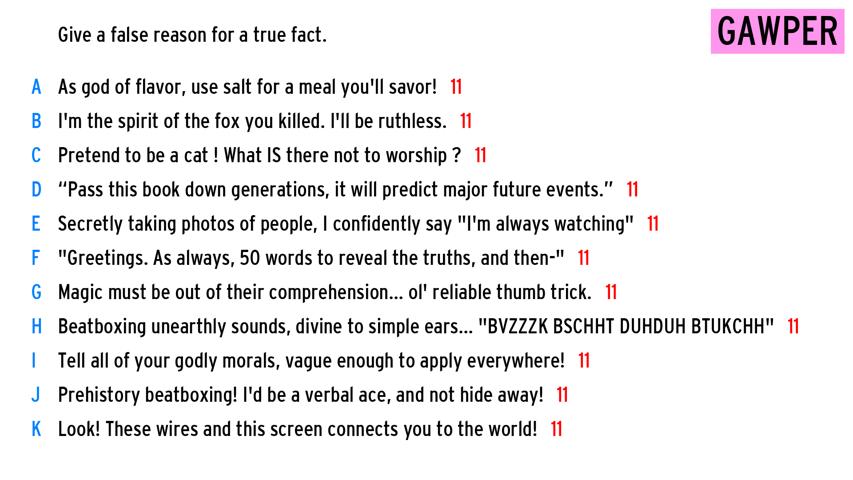 Give a false reason for a true fact.
GAWPER
A As god of flavor, use salt for a meal you'll savor! 11
B I'm the spirit of the fox you killed. I'll be ruthless. 11
C Pretend to be a cat ! What IS there not to worship ? 11
D “Pass this book down generations, it will predict major future events.” 11
E Secretly taking photos of people, I confidently say "I'm always watching" 11
F "Greetings. As always, 50 words to reveal the truths, and then-" 11
G Magic must be out of their comprehension... ol' reliable thumb trick. 11
H Beatboxing unearthly sounds, divine to simple ears... "BVZZZK BSCHHT DUHDUH BTUKCHH" 11
I Tell all of your godly morals, vague enough to apply everywhere! 11
J Prehistory beatboxing! I'd be a verbal ace, and not hide away! 11
K Look! These wires and this screen connects you to the world! 11